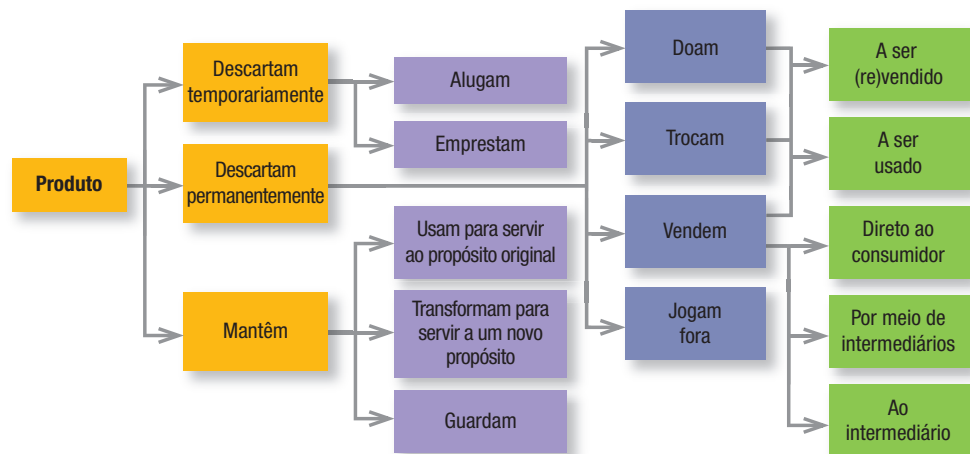 Produto
Descartam
temporariamente
Descartam
permanentemente
Mantêm
Alugam
Emprestam
Usam para servir
ao propósito original
Transformam para
servir a um novo
propósito
Guardam
Doam
Trocam
Vendem
Jogam
fora
A ser
(re)vendido
A ser
usado
Direto ao
consumidor
Por meio de
intermediários
Ao
intermediário